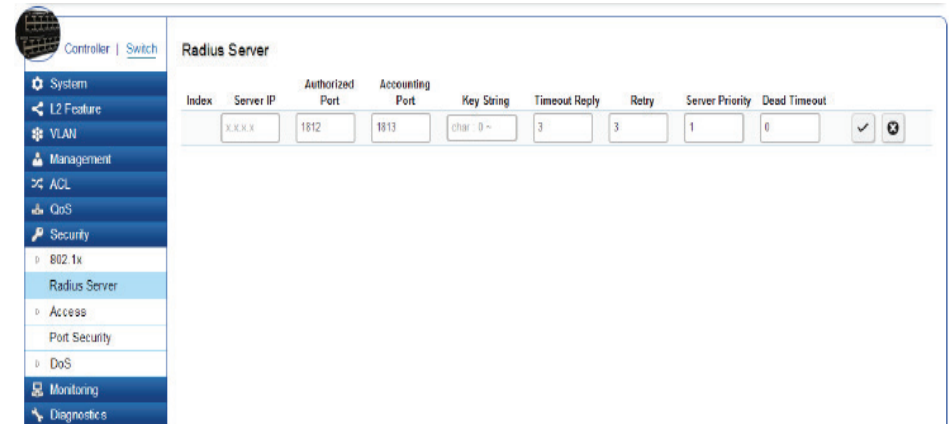 Controller | Switch
Radius Server
System
L2 Feature
VLAN
Management
ACL
QoS
Security
802.1x
Radius Server
Access
Port Security
DoS
Monitoring
Diagnostics
Index Server IP Authorized Port Accounting Port Key String Timeout Reply Retry Server Priority Dead Timeout
x.x.x.x 1812 1813 char : 0 ~ 3 3 1 0